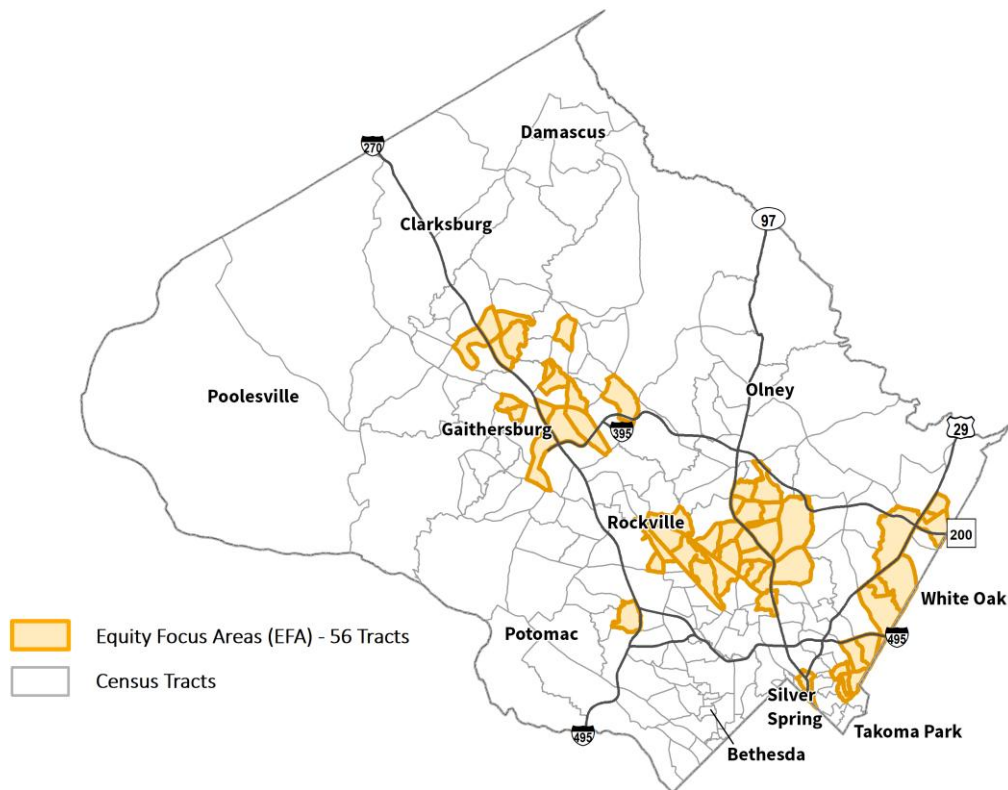 Damascus
270
Clarksburg
97
Poolesville
Olney
Gaithersburg
395
29
Rockville
200
White Oak
Equity Focus Areas (EFA) - 56 Tracts
Potomac
495
Census Tracts
Silver
Spring
Takoma Park
495
Bethesda